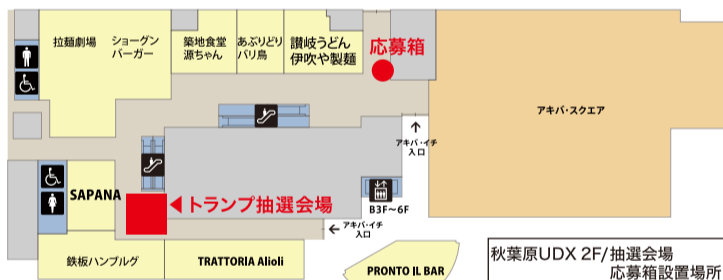 拉麺劇場
ショーグン
バーガー
築地食堂
源ちゃん
あぶりどり
バリ鳥
讃岐うどん
伊吹や製麺
応募箱
アキバ・スクエア
アキバ・イチ
入口
SAPANA
◀トランプ抽選会場
B3F〜6F
←アキバ・イチ
入口
鉄板ハンブルグ
TRATTORIA Alioli
PRONTO IL BAR
秋葉原UDX 2F/抽選会場
応募箱設置場所